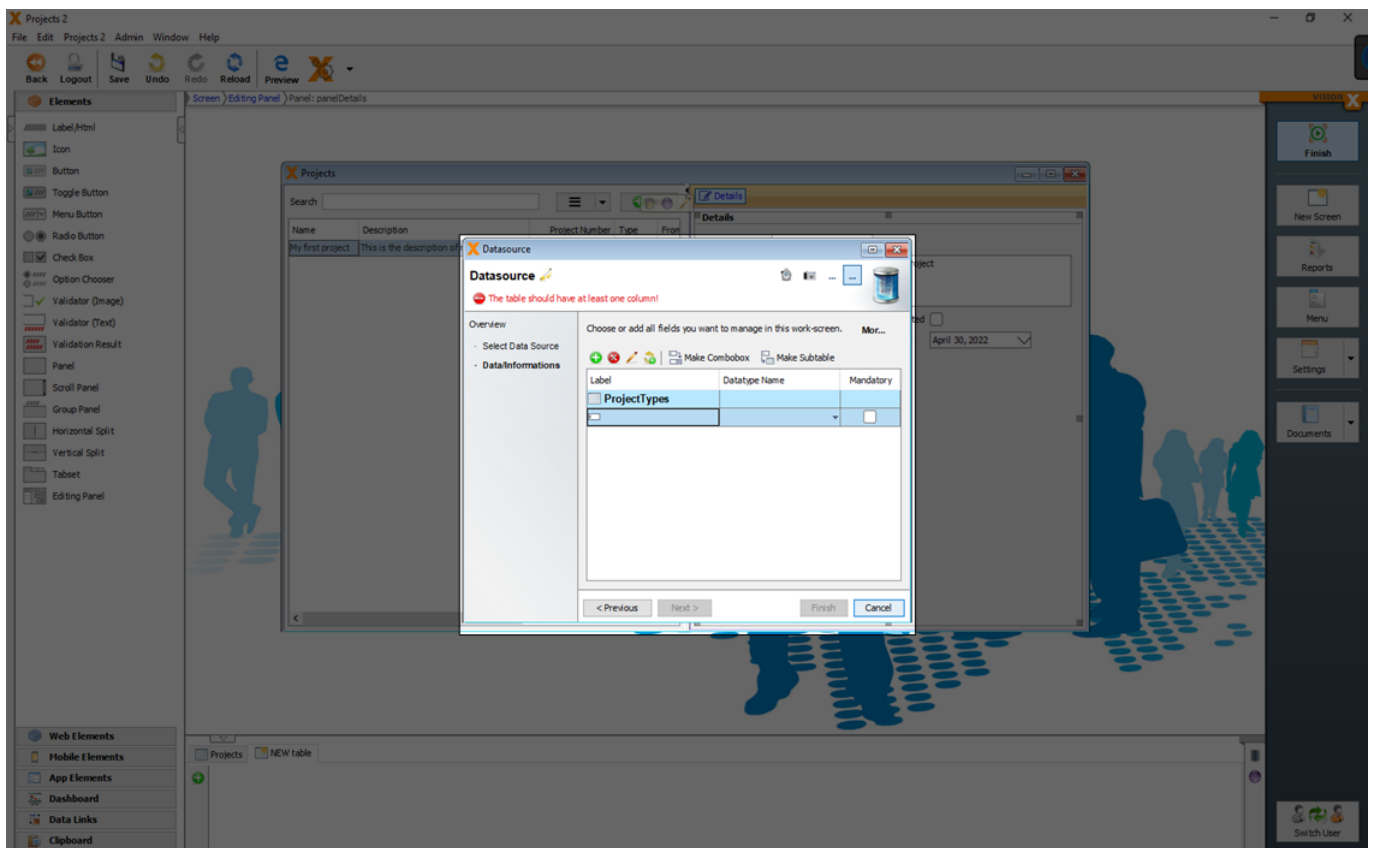 Projects 2
File Edit Projects 2 Admin Window Help
Back Logout Save Undo Redo Reload Preview
Elements
Label/Html
Icon
Button
Toggle Button
Menu Button
Radio Button
Check Box
Option Chooser
Validator (Image)
Validator (Text)
Validation Result
Panel
Scroll Panel
Group Panel
Horizontal Split
Vertical Split
Tabset
Editing Panel
Web Elements
Mobile Elements
App Elements
Dashboard
Data Links
Clipboard
Screen Editing Panel Panel: panelDetails
Projects
Search
Name Description Project Number Type From
My first project This is the description of
Details
Details
oject
ted
April 30, 2022
Datasource
Datasource
... ...
The table should have at least one column!
Overview
- Select Data Source
- Data/Informations
Choose or add all fields you want to manage in this work-screen. Mor...
Make Combobox Make Subtable
Label Datatype Name Mandatory
ProjectTypes
< Previous Next > Finish Cancel
Projects NEW table
VISION X
Finish
New Screen
Reports
Menu
Settings
Documents
Switch User